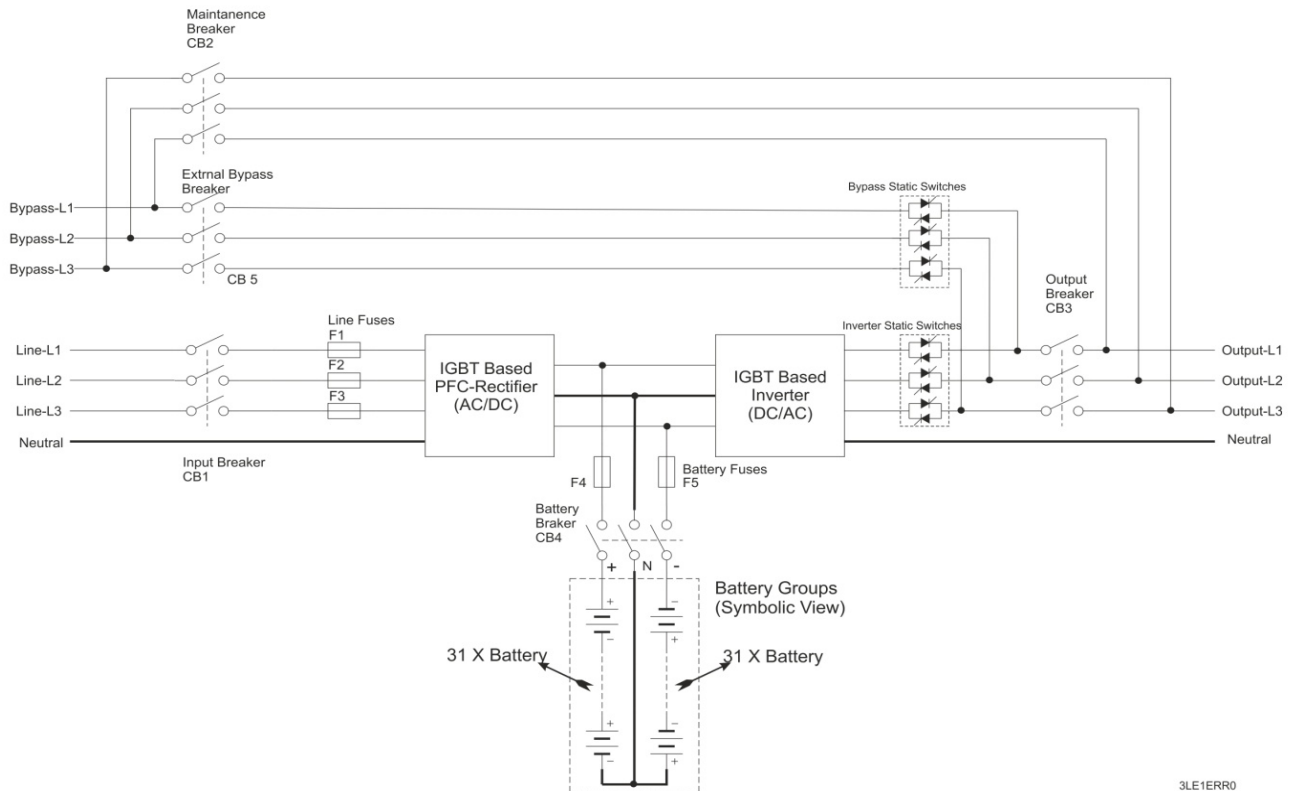 Maintanence
Breaker
CB2
Extrnal Bypass
Breaker
Bypass-L1
Bypass-L2
Bypass-L3
CB 5
Bypass Static Switches
Output
Breaker
CB3
Line Fuses
F1
F2
F3
Line-L1
Line-L2
Line-L3
Neutral
Input Breaker
CB1
IGBT Based
PFC-Rectifier
(AC/DC)
IGBT Based
Inverter
(DC/AC)
Inverter Static Switches
Output-L1
Output-L2
Output-L3
Neutral
F4
Battery Fuses
F5
Battery
Braker
CB4
+
N
-
Battery Groups
(Symbolic View)
+
−
−
+
31 X Battery
31 X Battery
+
−
−
+
3LE1ERR0